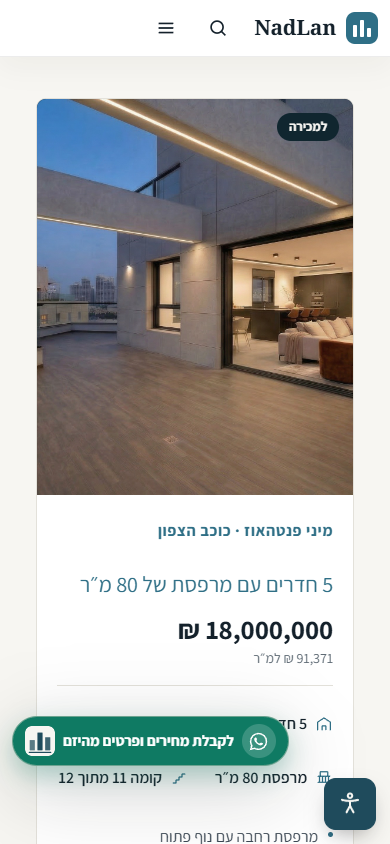 NadLan
למכירה
מיני פנטהאוז · כוכב הצפון
5 חדרים עם מרפסת של 80 מ״ר
18,000,000 ₪
91,371 ₪ למ״ר
5
לקבלת מחירים ופרטים מהיזם
מרפסת 80 מ״ר
קומה 11 מתוך 12
מרפסת רחבה עם נוף פתוח